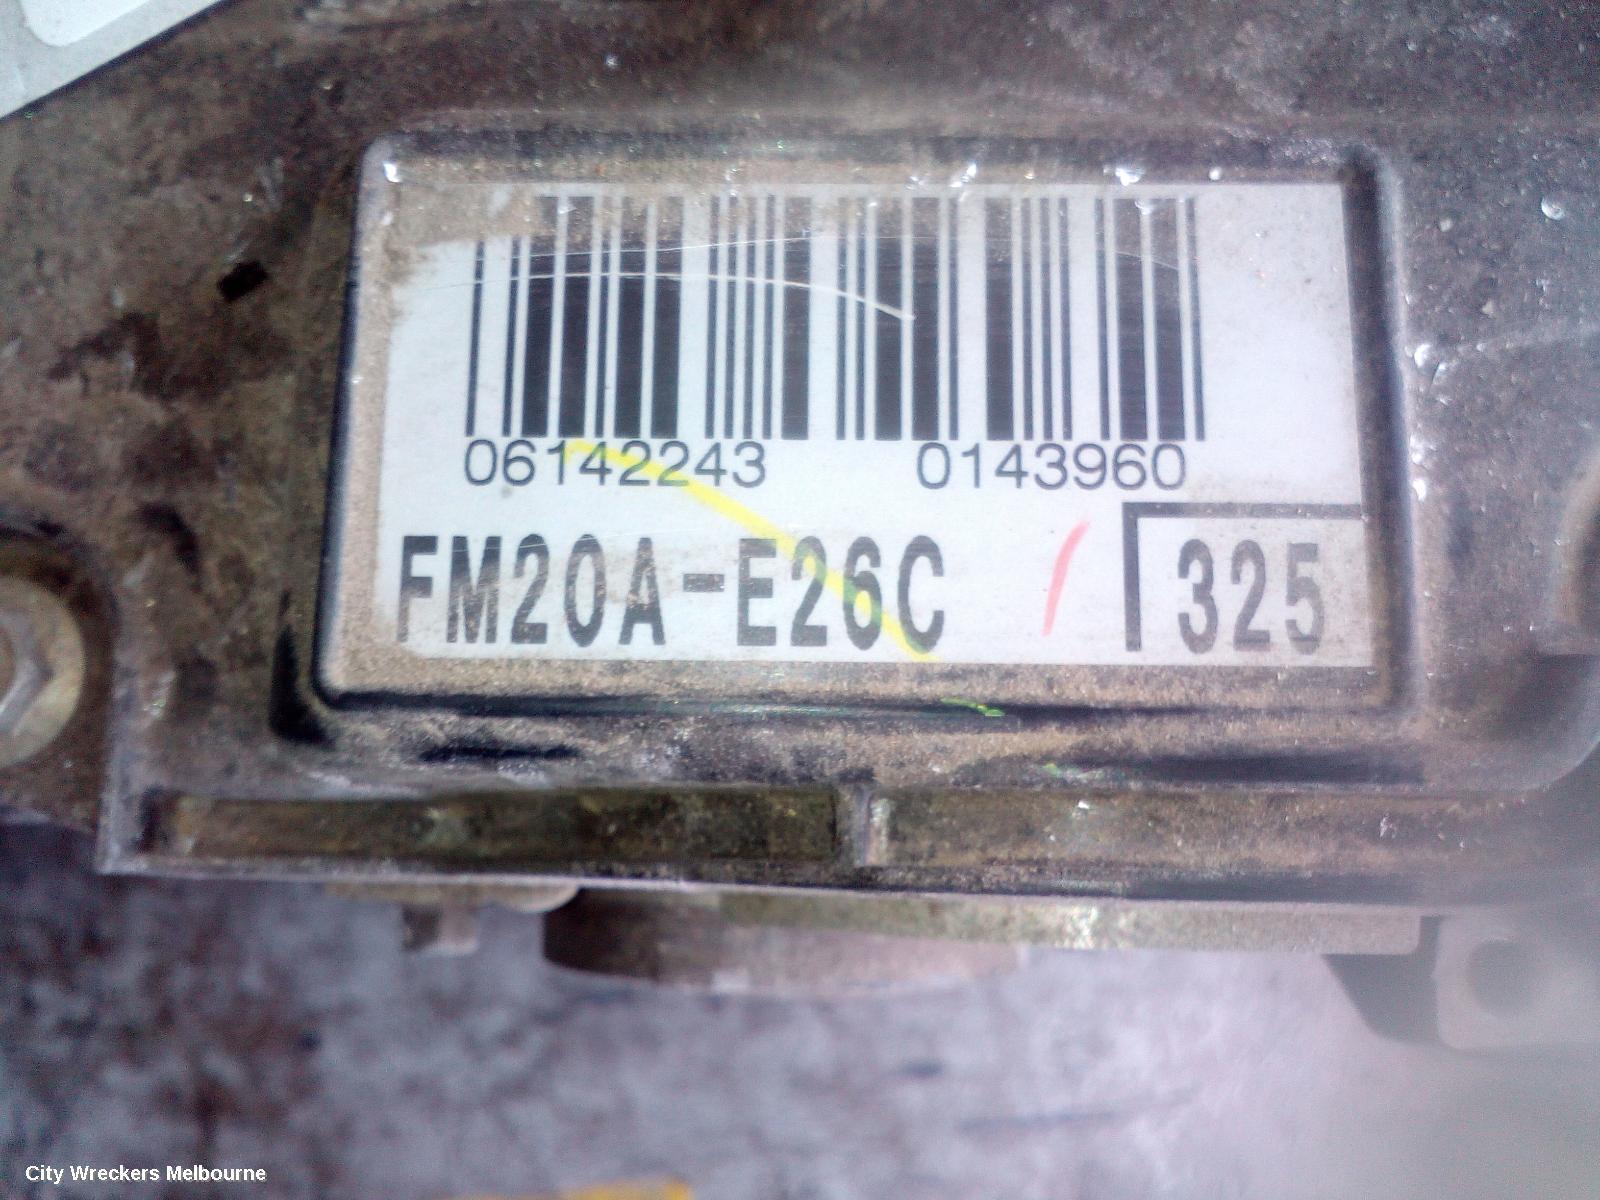 06142243 0143960
FM20A-E26C 325
City Wreckers Melbourne